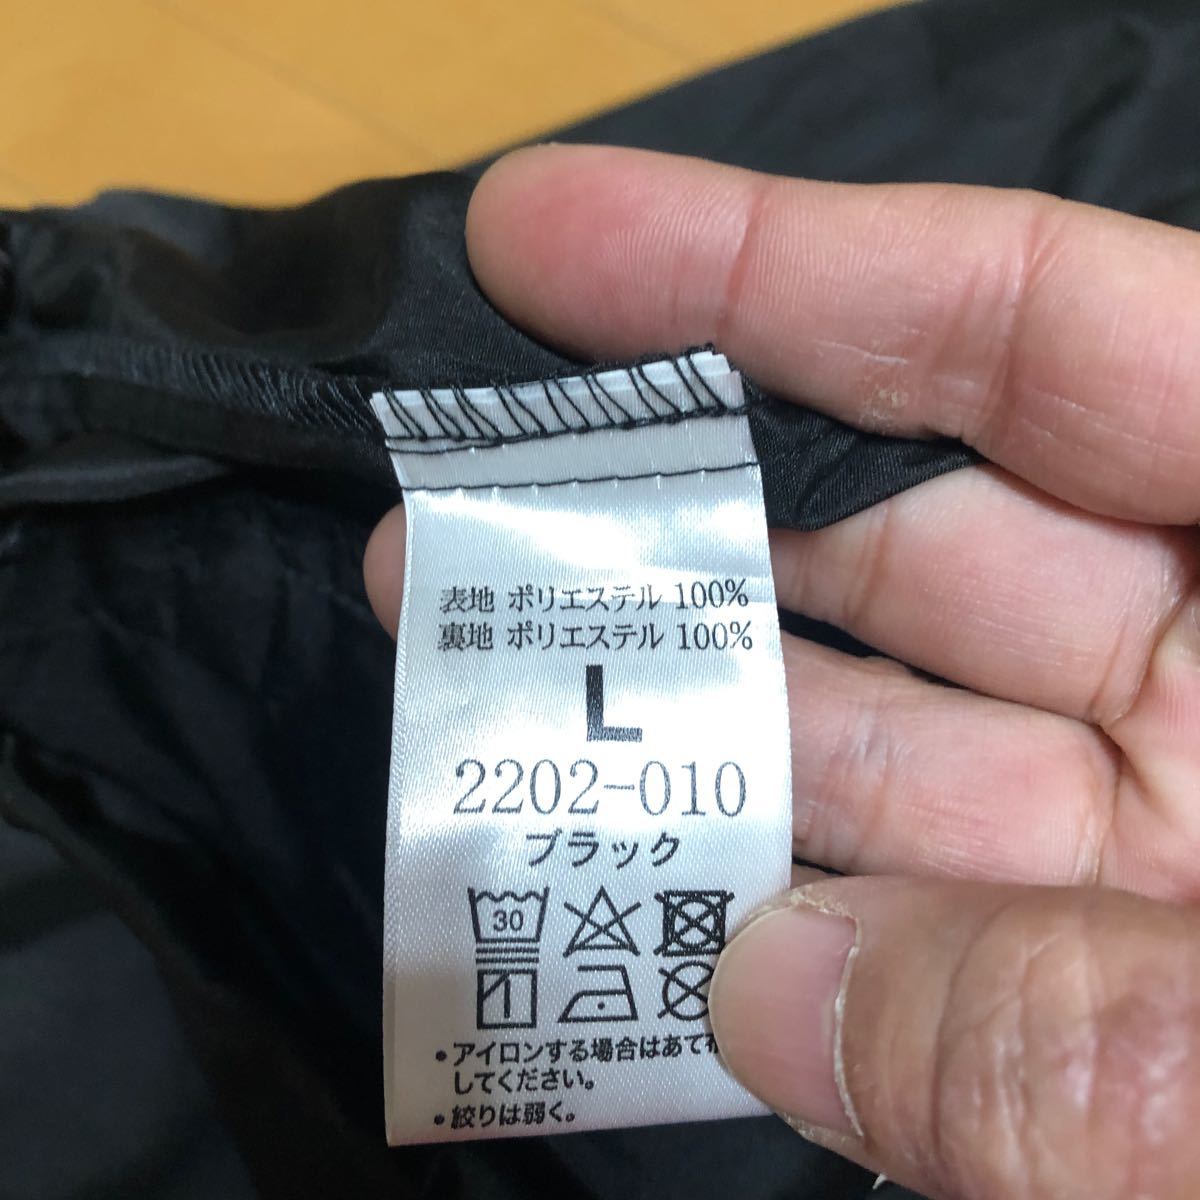 表地 ポリエステル 100%
裏地 ポリエステル 100%
L
2202-010
ブラック
30
•アイロンする場合はあて
してください。
•絞りは弱く。